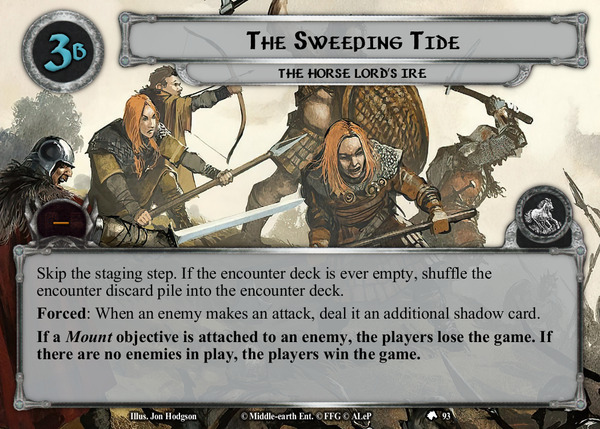 3B
The Sweeping Tide
The Horse Lord's Ire
–
Skip the staging step. If the encounter deck is ever empty, shuffle the
encounter discard pile into the encounter deck.
Forced: When an enemy makes an attack, deal it an additional shadow card.
If a Mount objective is attached to an enemy, the players lose the game. If
there are no enemies in play, the players win the game.
Illus. Jon Hodgson © Middle-earth Ent. © FFG © ALeP 93